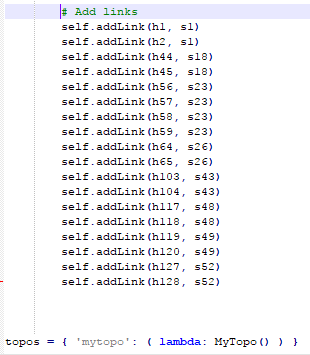 # Add links
self.addLink(h1, s1)
self.addLink(h2, s1)
self.addLink(h44, s18)
self.addLink(h45, s18)
self.addLink(h56, s23)
self.addLink(h57, s23)
self.addLink(h58, s23)
self.addLink(h59, s23)
self.addLink(h64, s26)
self.addLink(h65, s26)
self.addLink(h103, s43)
self.addLink(h104, s43)
self.addLink(h117, s48)
self.addLink(h118, s48)
self.addLink(h119, s49)
self.addLink(h120, s49)
self.addLink(h127, s52)
self.addLink(h128, s52)
topos = { 'mytopo': ( lambda: MyTopo() ) }